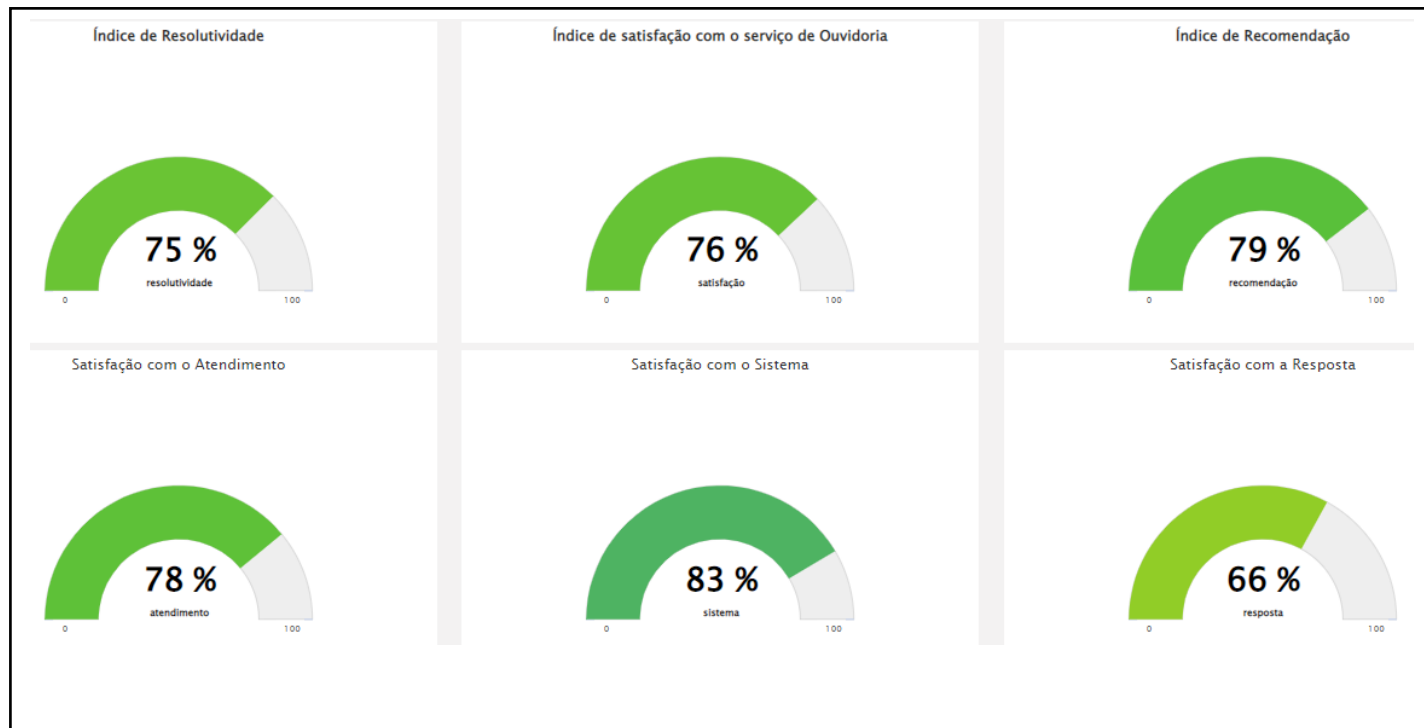 Índice de Resolutividade
75 %
resolutividade
0
100
Índice de satisfação com o serviço de Ouvidoria
76 %
satisfação
0
100
Índice de Recomendação
79 %
recomendação
0
100
Satisfação com o Atendimento
78 %
atendimento
0
100
Satisfação com o Sistema
83 %
sistema
0
100
Satisfação com a Resposta
66 %
resposta
0
100